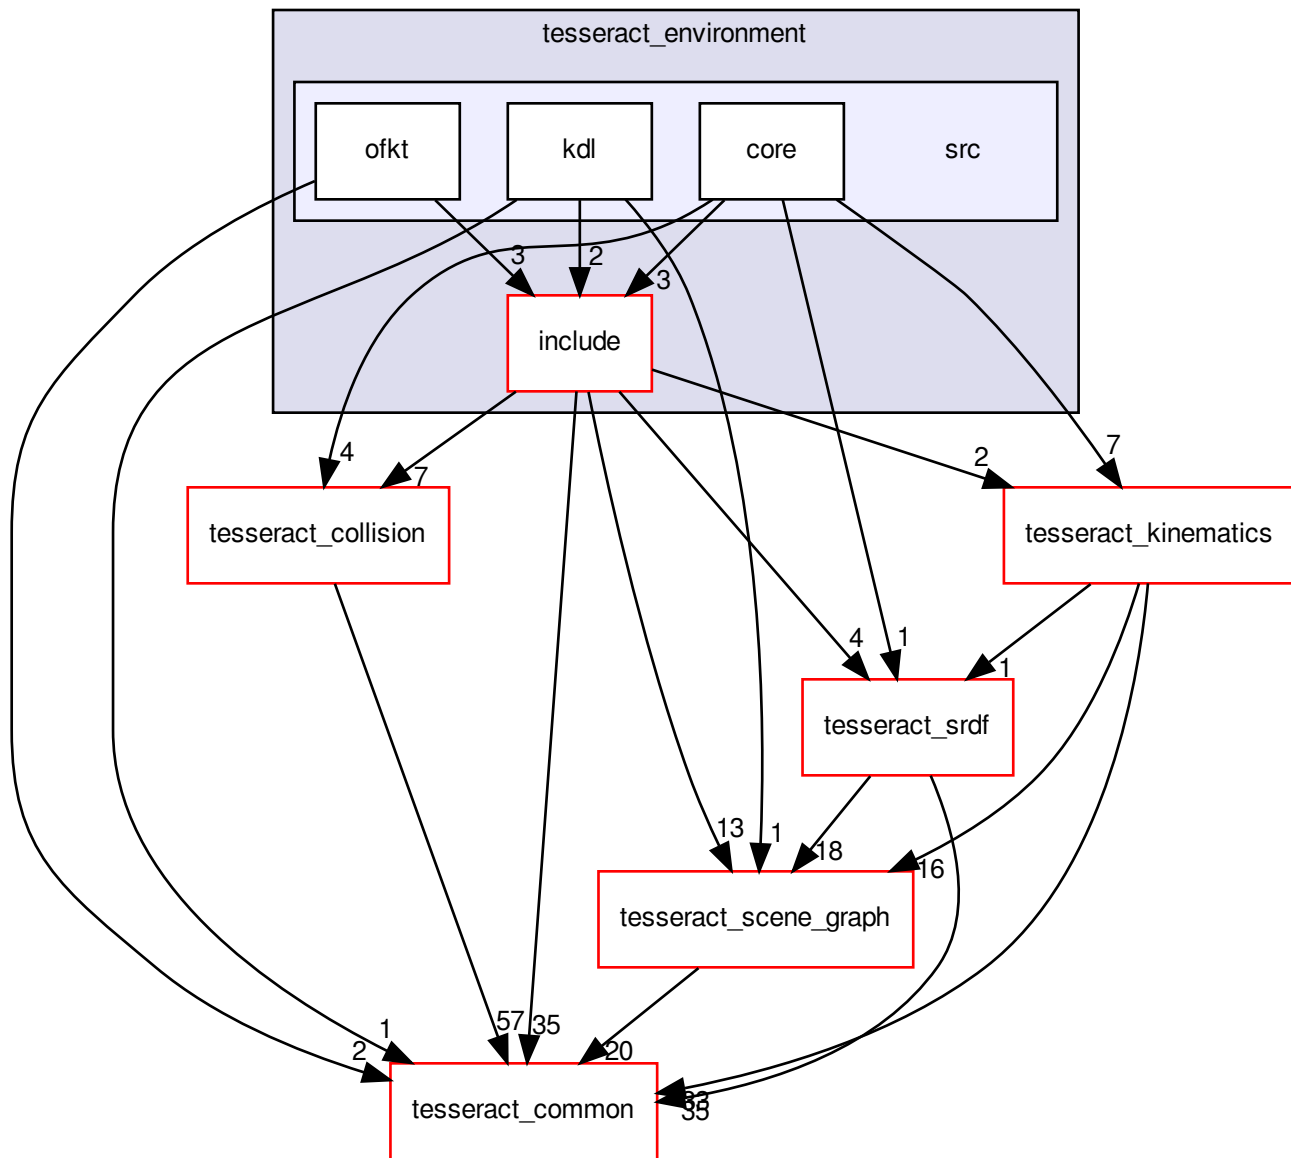 tesseract_environment
ofkt
kdl
core
src
3
2
3
include
4
7
2
7
tesseract_collision
tesseract_kinematics
4
1
1
tesseract_srdf
13
1
18
16
tesseract_scene_graph
2
1
57
35
20
tesseract_common
35